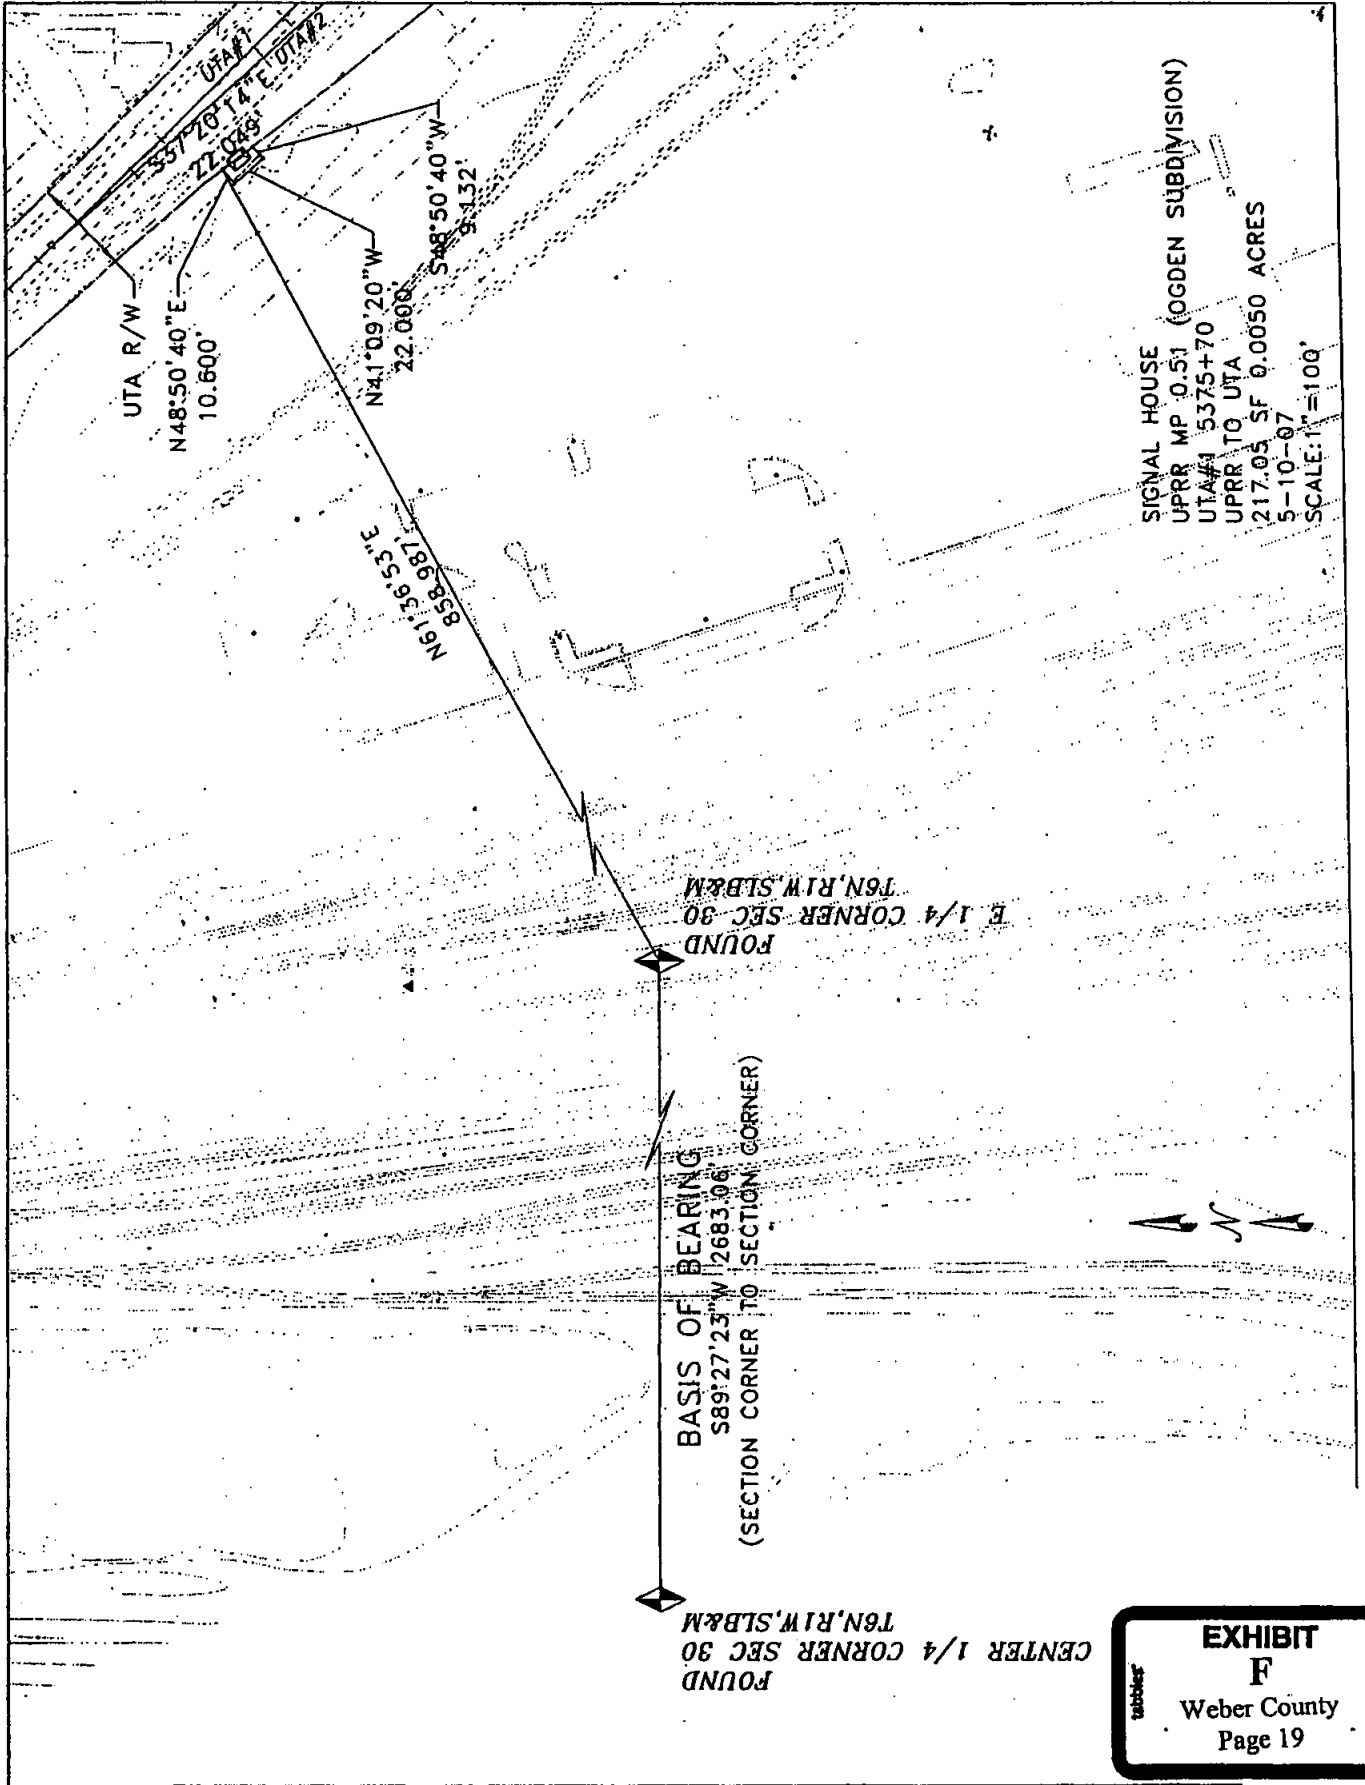 UTA#1
S37°20'14"E
UTA#2
22.049'
UTA R/W
N48°50'40"E
10.600'
S48°50'40"W
9.132'
N41°09'20"W
22.000'
N61°36'53"E
858.987'
FOUND
E 1/4 CORNER SEC 30
T6N,R1W,SLB&M
BASIS OF BEARING
S89°27'23"W 2683.06'
(SECTION CORNER TO SECTION CORNER)
FOUND
CENTER 1/4 CORNER SEC 30
T6N,R1W,SLB&M
N
SIGNAL HOUSE
UPRR MP 0.51 (OGDEN SUBDIVISION)
UTA#1 5375+70
UPRR TO UTA
217.05 SF 0.0050 ACRES
5-10-07
SCALE:1"=100'
tabbies
EXHIBIT
F
Weber County
Page 19